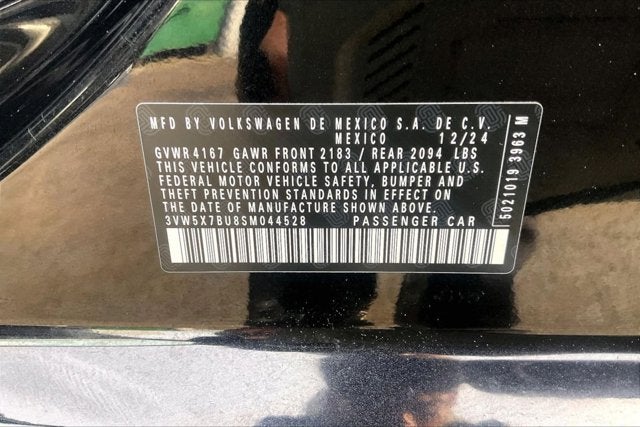 MFD BY VOLKSWAGEN DE MEXICO S.A. DE C.V.
MEXICO 12/24
GVWR 4167 GAWR FRONT 2183 / REAR 2094 LBS
THIS VEHICLE CONFORMS TO ALL APPLICABLE U.S.
FEDERAL MOTOR VEHICLE SAFETY, BUMPER AND
THEFT PREVENTION STANDARDS IN EFFECT ON
THE DATE OF MANUFACTURE SHOWN ABOVE.
3VW5X7BU8SM044528 PASSENGER CAR
5021019 3963 M